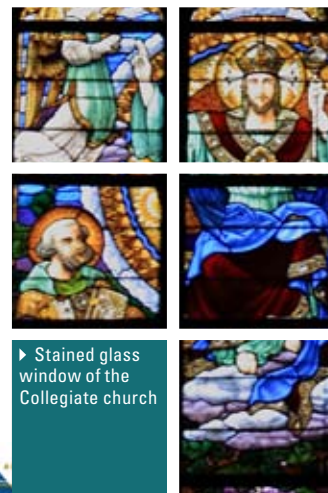 ▸ Stained glass
window of the
Collegiate church